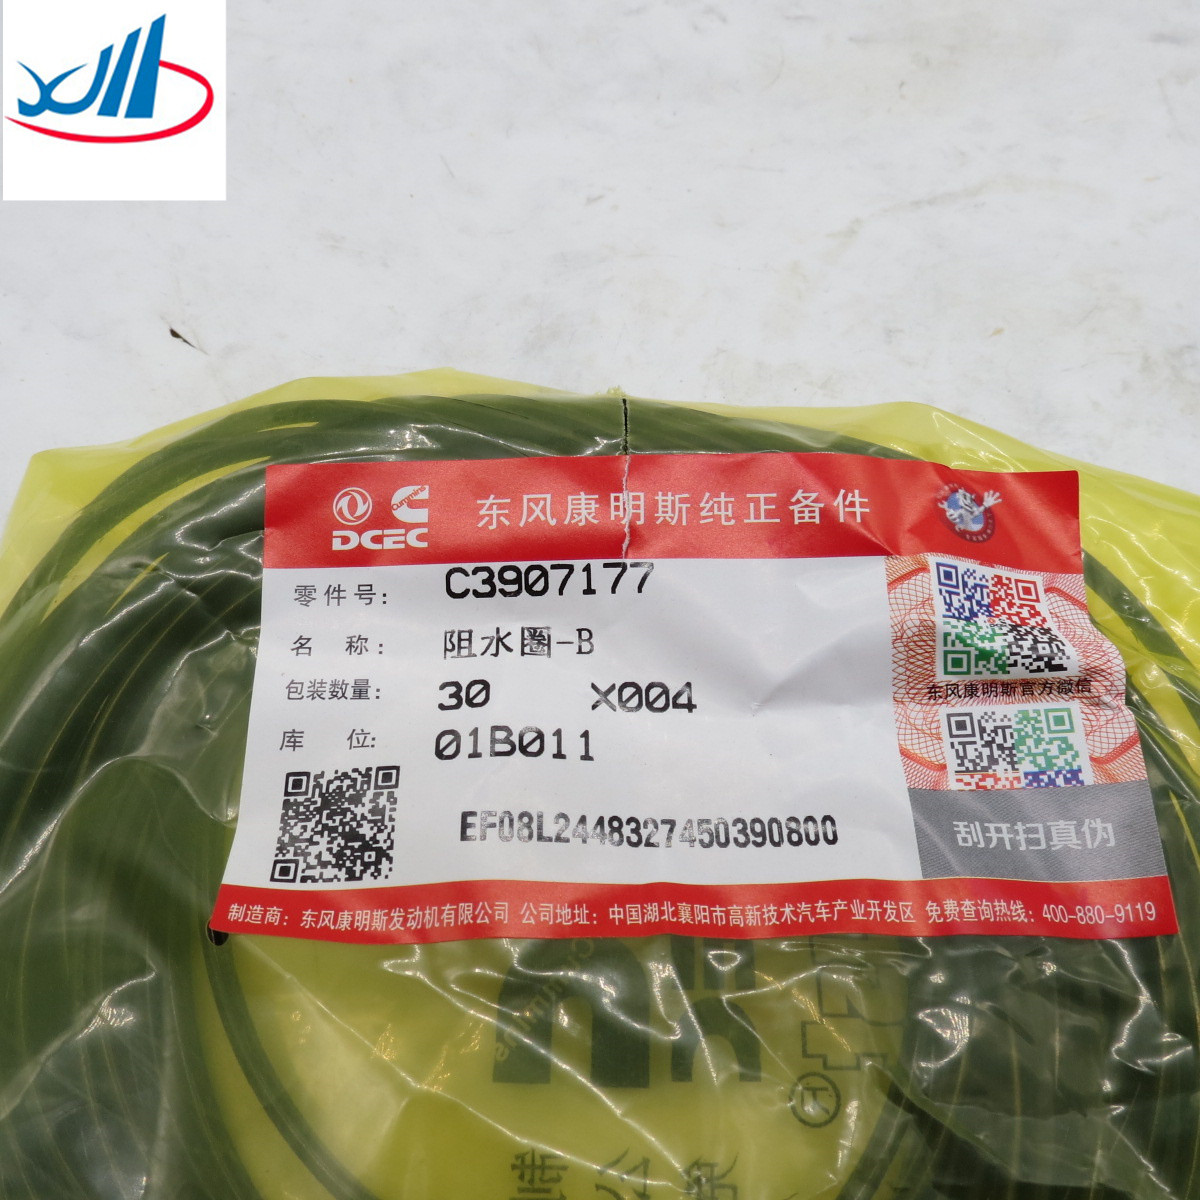 cummins
DCEC
东风康明斯纯正备件
零件号: C3907177
名 称: 阻水圈-B
包装数量: 30 X004
库 位: 01B011
EF08L2448327450390800
东风康明斯官方微信
刮开扫真伪
制造商: 东风康明斯发动机有限公司 公司地址: 中国湖北襄阳市高新技术汽车产业开发区 免费查询热线: 400-880-9119